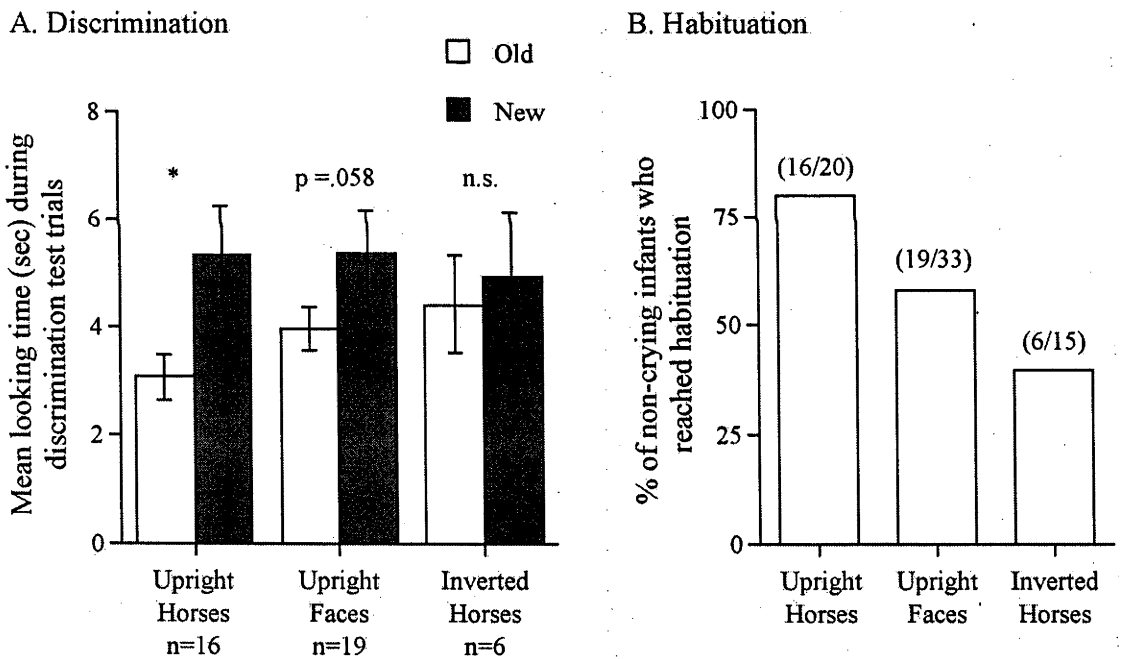 A. Discrimination
Old
New
Mean looking time (sec) during
discrimination test trials
8
6
4
2
0
*
p =.058
n.s.
Upright
Horses
n=16
Upright
Faces
n=19
Inverted
Horses
n=6
B. Habituation
% of non-crying infants who
reached habituation
100
75
50
25
0
(16/20)
(19/33)
(6/15)
Upright
Horses
Upright
Faces
Inverted
Horses